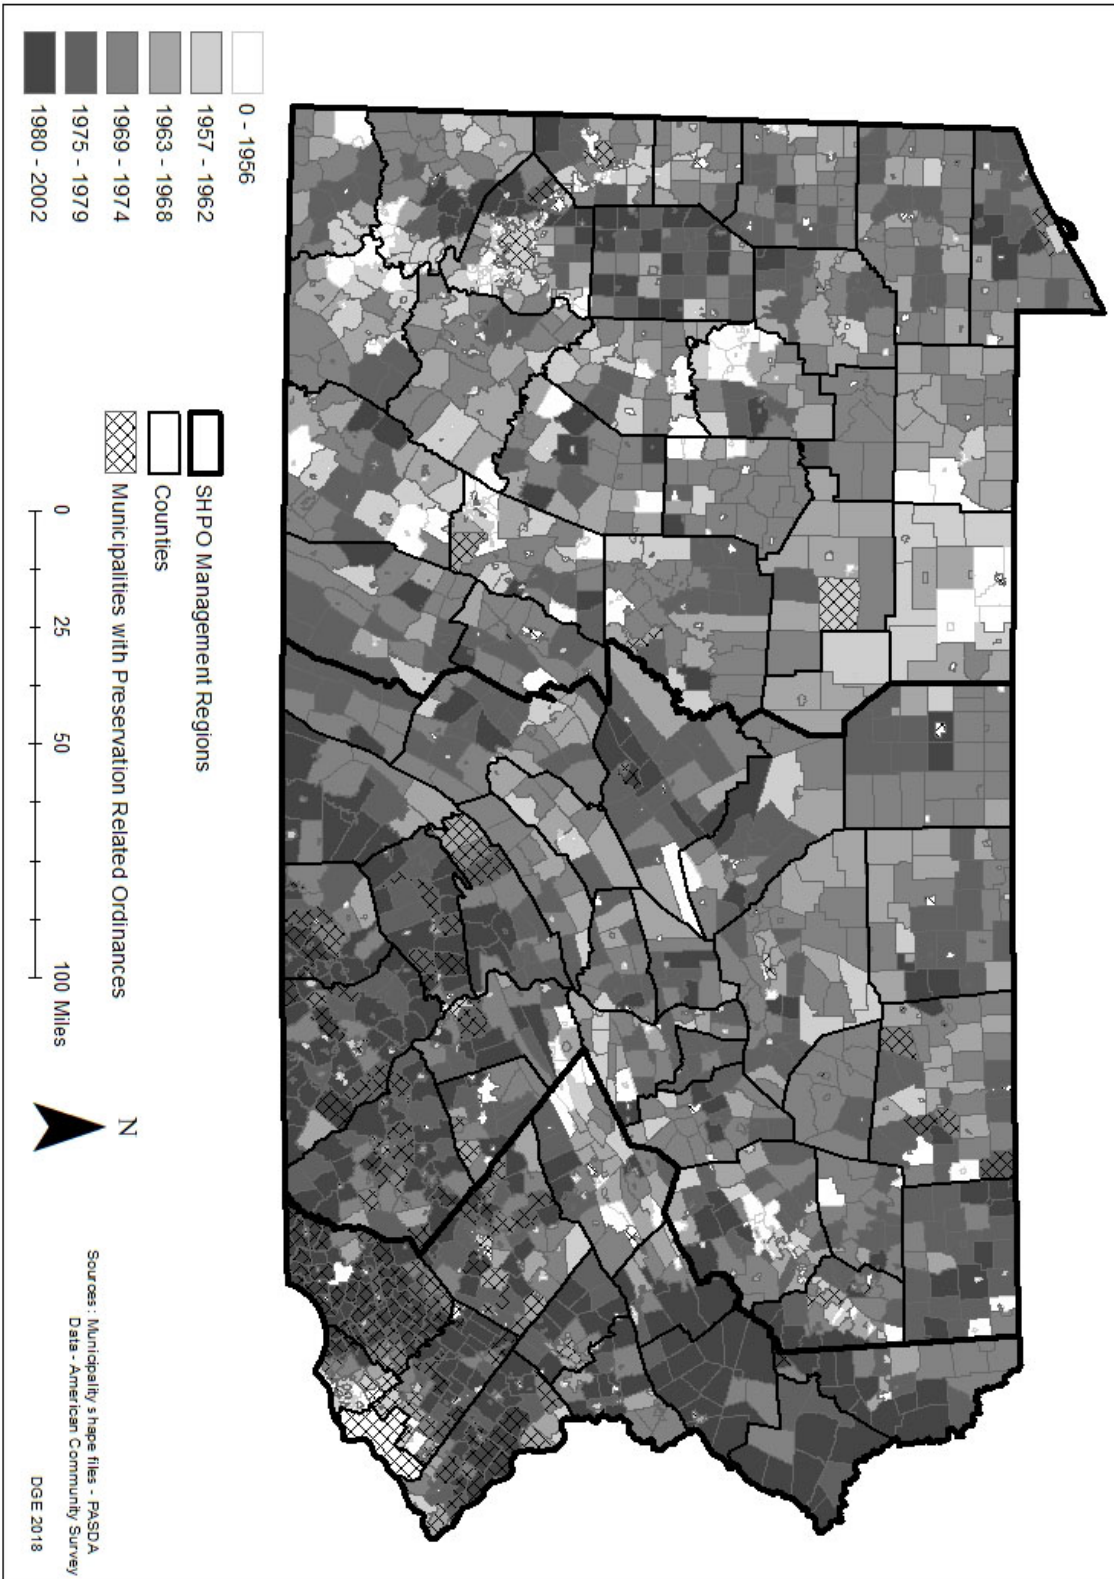 0 - 1956
1957 - 1962
1963 - 1968
1969 - 1974
1975 - 1979
1980 - 2002
SHPO Management Regions
Counties
Municipalities with Preservation Related Ordinances
0 25 50 100 Miles
N
Sources: Municipality shape files - PASDA
Data - American Community Survey
DGE 2018